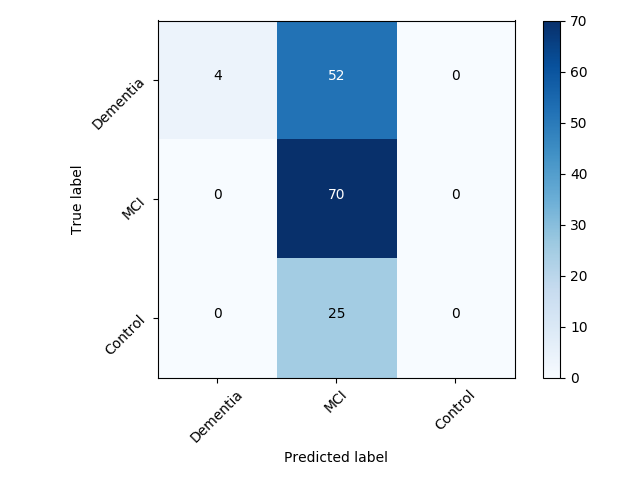 Dementia 4 52 0
MCI 0 70 0
Control 0 25 0
Dementia MCI Control
True label
Predicted label
70
60
50
40
30
20
10
0